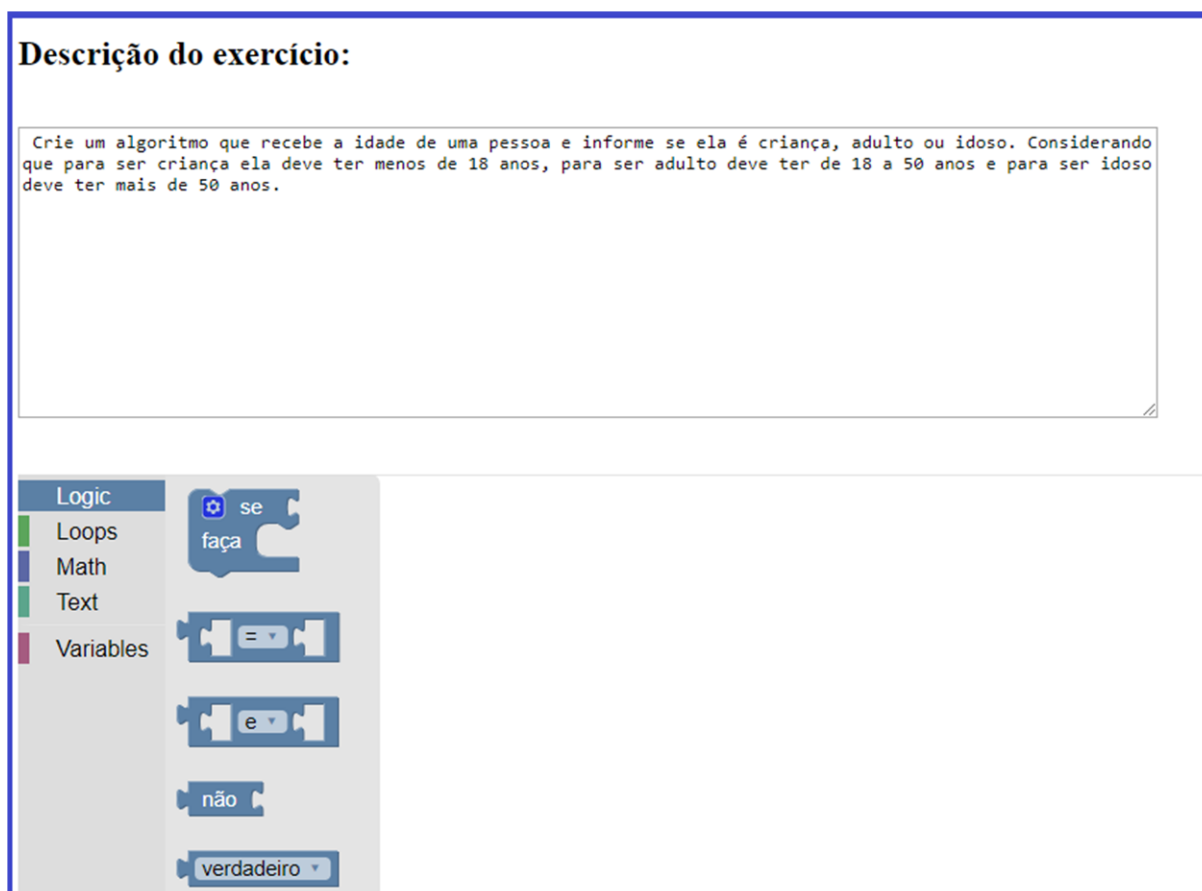 Descrição do exercício:
Crie um algoritmo que recebe a idade de uma pessoa e informe se ela é criança, adulto ou idoso. Considerando
que para ser criança ela deve ter menos de 18 anos, para ser adulto deve ter de 18 a 50 anos e para ser idoso
deve ter mais de 50 anos.
Logic
Loops
Math
Text
Variables
se
faça
=
e
não
verdadeiro